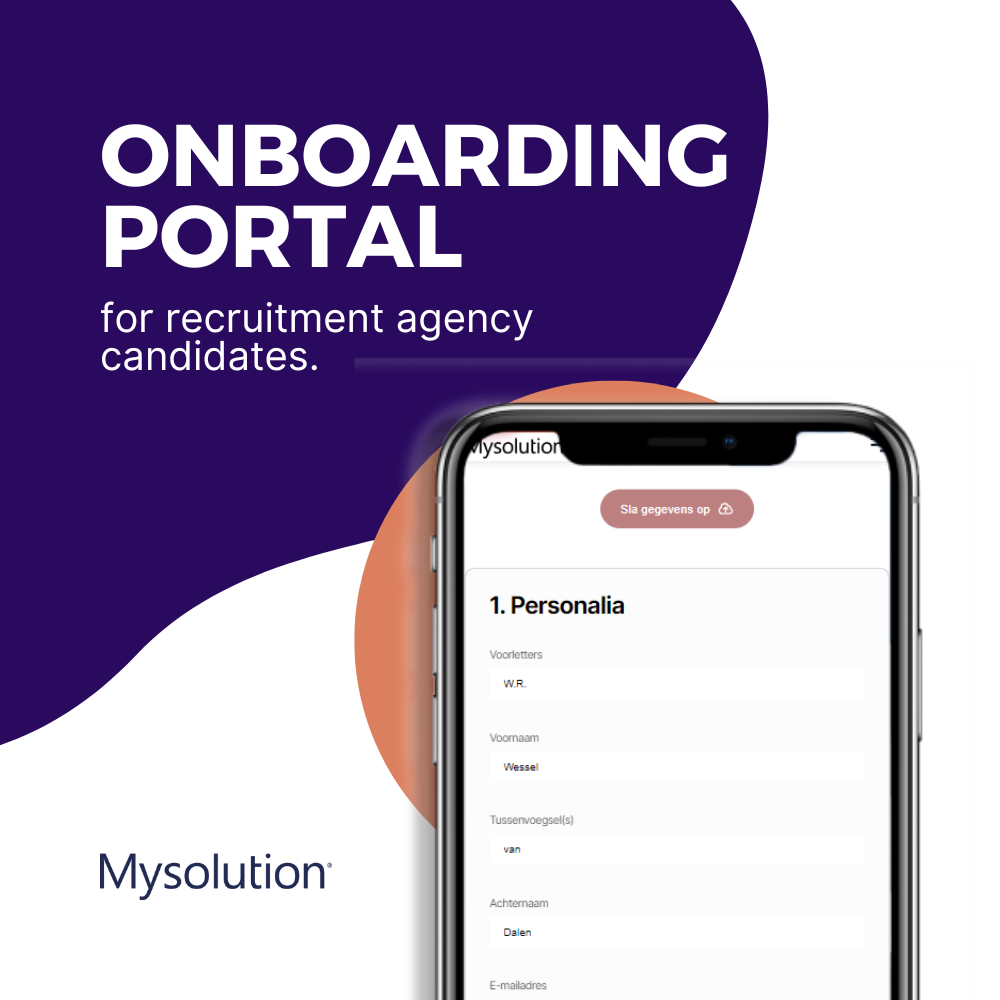 ONBOARDING
PORTAL
for recruitment agency
candidates.
Mysolution
Sla gegevens op
1. Personalia
Voorletters
W.R.
Voornaam
Wessel
Tussenvoegsel(s)
van
Achternaam
Dalen
E-mailadres
Mysolution®